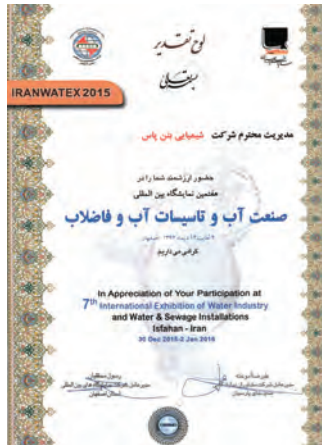 لوح تقدیر
IRANWATEX 2015
مدیریت محترم شرکت شیمیایی بتن پاس
حضور ارزشمند شما را در
هفتمین نمایشگاه بین المللی
صنعت آب و تاسیسات آب و فاضلاب
گرامی می داریم
In Appreciation of Your Participation at
7th International Exhibition of Water Industry
and Water & Sewage Installations
Isfahan - Iran
30 Dec 2015-2 Jan 2016